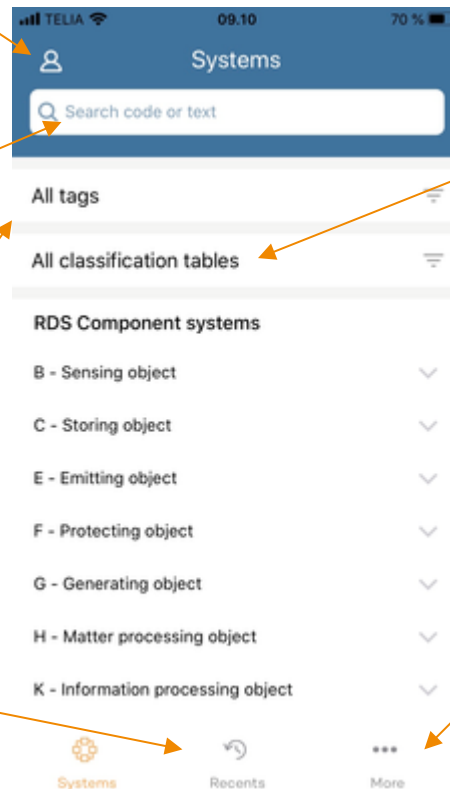 TELIA 09.10 70 %
Systems
Search code or text
All tags
All classification tables
RDS Component systems
B - Sensing object
C - Storing object
E - Emitting object
F - Protecting object
G - Generating object
H - Matter processing object
K - Information processing object
Systems Recents More